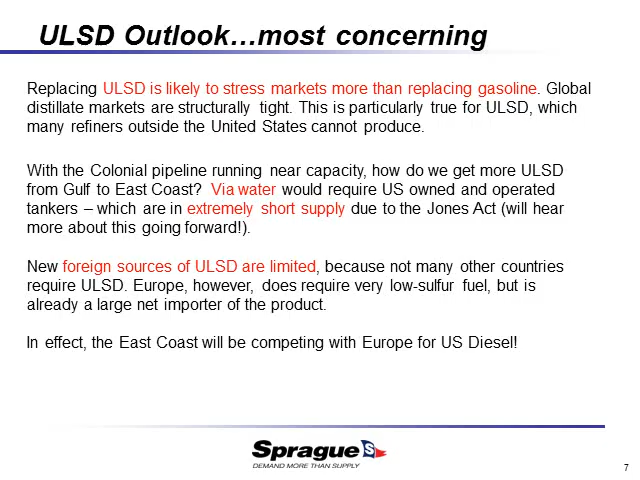 ULSD Outlook…most concerning
Replacing ULSD is likely to stress markets more than replacing gasoline. Global
distillate markets are structurally tight. This is particularly true for ULSD, which
many refiners outside the United States cannot produce.
With the Colonial pipeline running near capacity, how do we get more ULSD
from Gulf to East Coast? Via water would require US owned and operated
tankers – which are in extremely short supply due to the Jones Act (will hear
more about this going forward!).
New foreign sources of ULSD are limited, because not many other countries
require ULSD. Europe, however, does require very low-sulfur fuel, but is
already a large net importer of the product.
In effect, the East Coast will be competing with Europe for US Diesel!
Sprague S
DEMAND MORE THAN SUPPLY
7